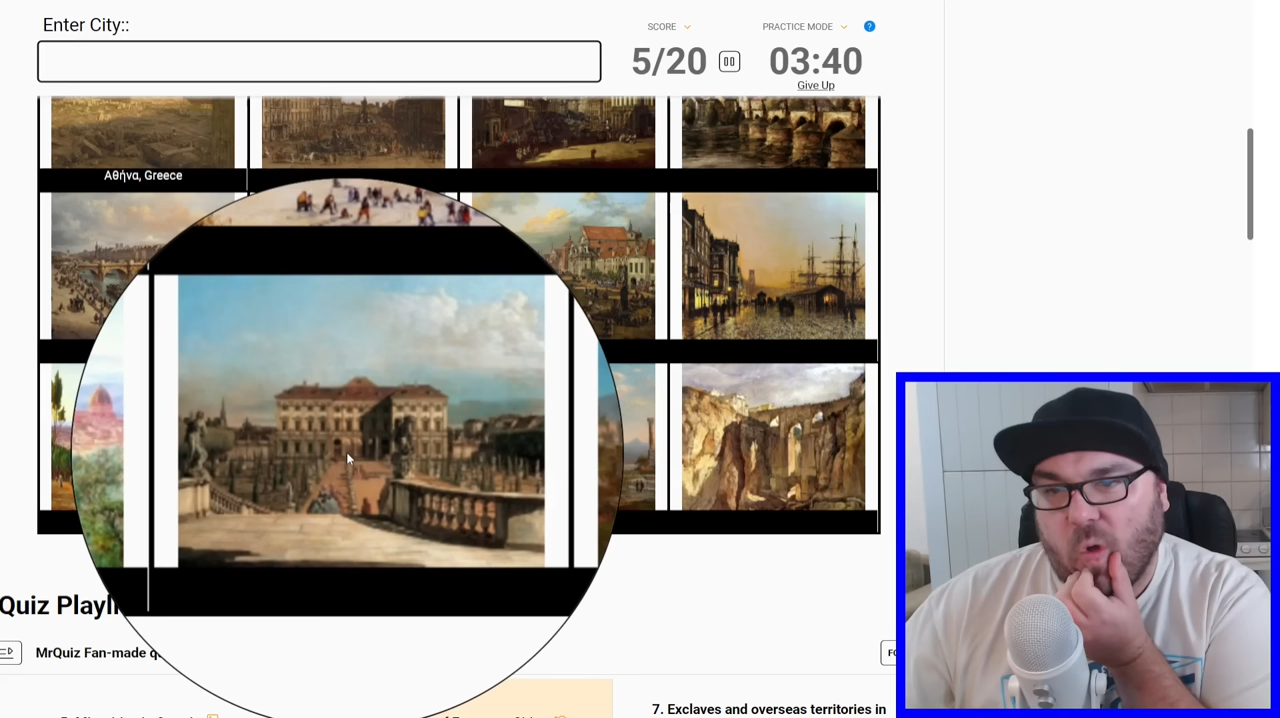 Enter City::
SCORE
PRACTICE MODE
?
5/20
03:40
Give Up
Αθήνα, Greece
Quiz Playl
MrQuiz Fan-made q
7. Exclaves and overseas territories in